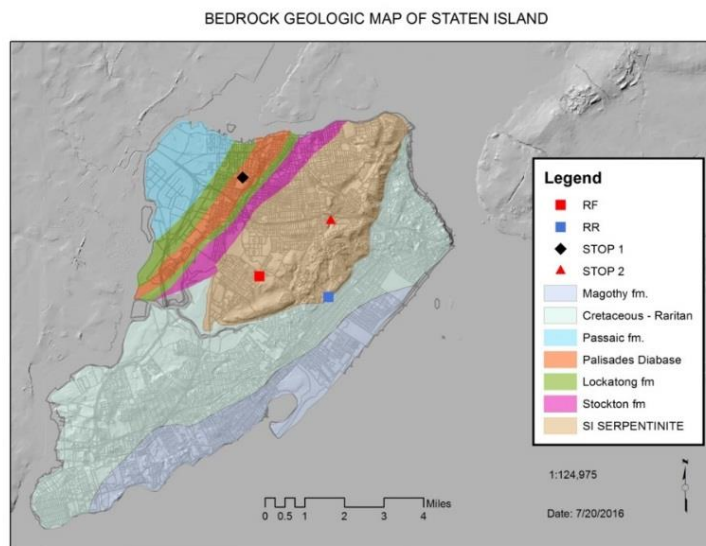 BEDROCK GEOLOGIC MAP OF STATEN ISLAND
Legend
RF
RR
STOP 1
STOP 2
Magothy fm.
Cretaceous - Raritan
Passaic fm.
Palisades Diabase
Lockatong fm
Stockton fm
SI SERPENTINITE
1:124,975
N
Date: 7/20/2016
Miles
0 0.5 1 2 3 4